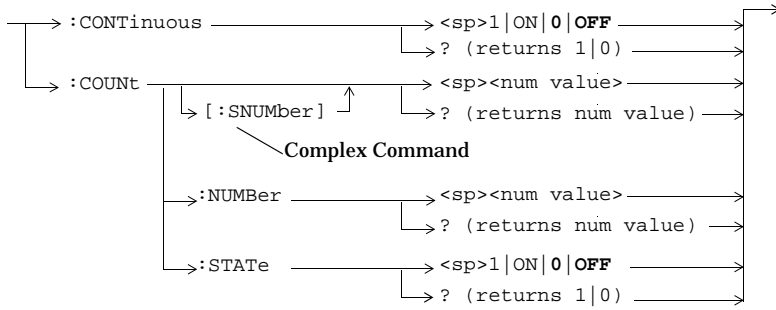 :CONTinuous <sp>1|ON|0|OFF
? (returns 1|0)
:COUNt <sp><num value>
[:SNUMber] ? (returns num value)
Complex Command
:NUMBer <sp><num value>
? (returns num value)
:STATe <sp>1|ON|0|OFF
? (returns 1|0)